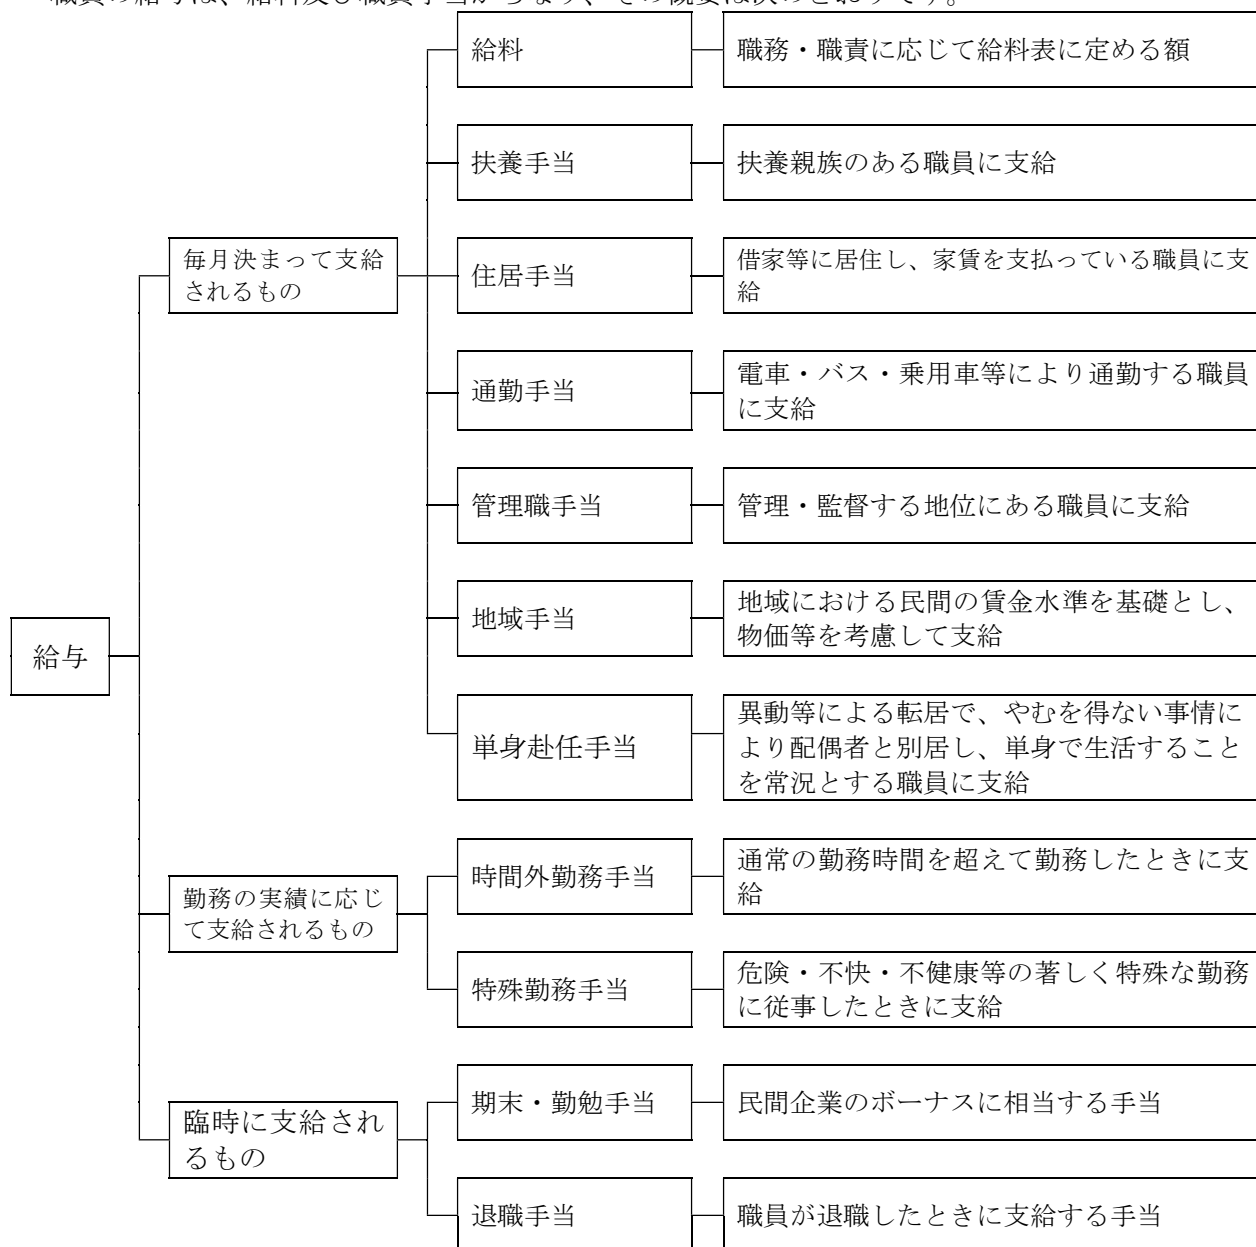 職員の給与は、給料及び職員手当からなり、その概要は次のとおりです。
給料
職務・職責に応じて給料表に定める額
扶養手当
扶養親族のある職員に支給
毎月決まって支給
されるもの
住居手当
借家等に居住し、家賃を支払っている職員に支
給
通勤手当
電車・バス・乗用車等により通勤する職員
に支給
管理職手当
管理・監督する地位にある職員に支給
地域手当
地域における民間の賃金水準を基礎とし、
物価等を考慮して支給
給与
単身赴任手当
異動等による転居で、やむを得ない事情に
より配偶者と別居し、単身で生活すること
を常況とする職員に支給
勤務の実績に応じ
て支給されるもの
時間外勤務手当
通常の勤務時間を超えて勤務したときに支
給
特殊勤務手当
危険・不快・不健康等の著しく特殊な勤務
に従事したときに支給
臨時に支給され
るもの
期末・勤勉手当
民間企業のボーナスに相当する手当
退職手当
職員が退職したときに支給する手当